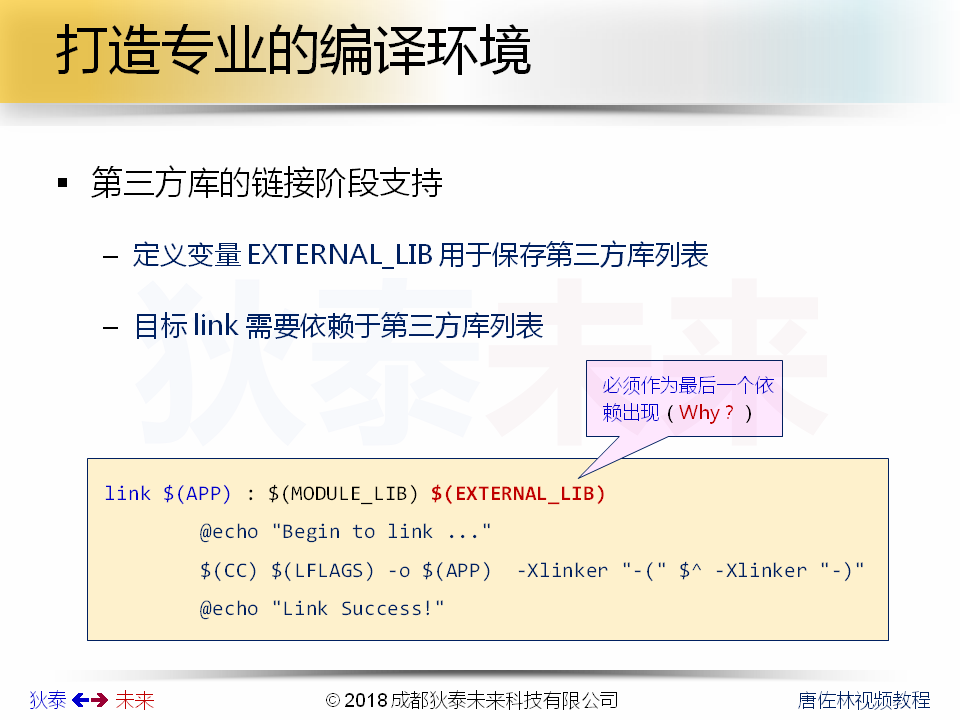 打造专业的编译环境
▪ 第三方库的链接阶段支持
– 定义变量 EXTERNAL_LIB 用于保存第三方库列表
– 目标 link 需要依赖于第三方库列表
狄泰未来
必须作为最后一个依
赖出现（Why？）
link $(APP) : $(MODULE_LIB) $(EXTERNAL_LIB)
@echo "Begin to link ..."
$(CC) $(LFLAGS) -o $(APP)  -Xlinker "-(" $^ -Xlinker "-)"
@echo "Link Success!"
狄泰 未来
© 2018 成都狄泰未来科技有限公司
唐佐林视频教程